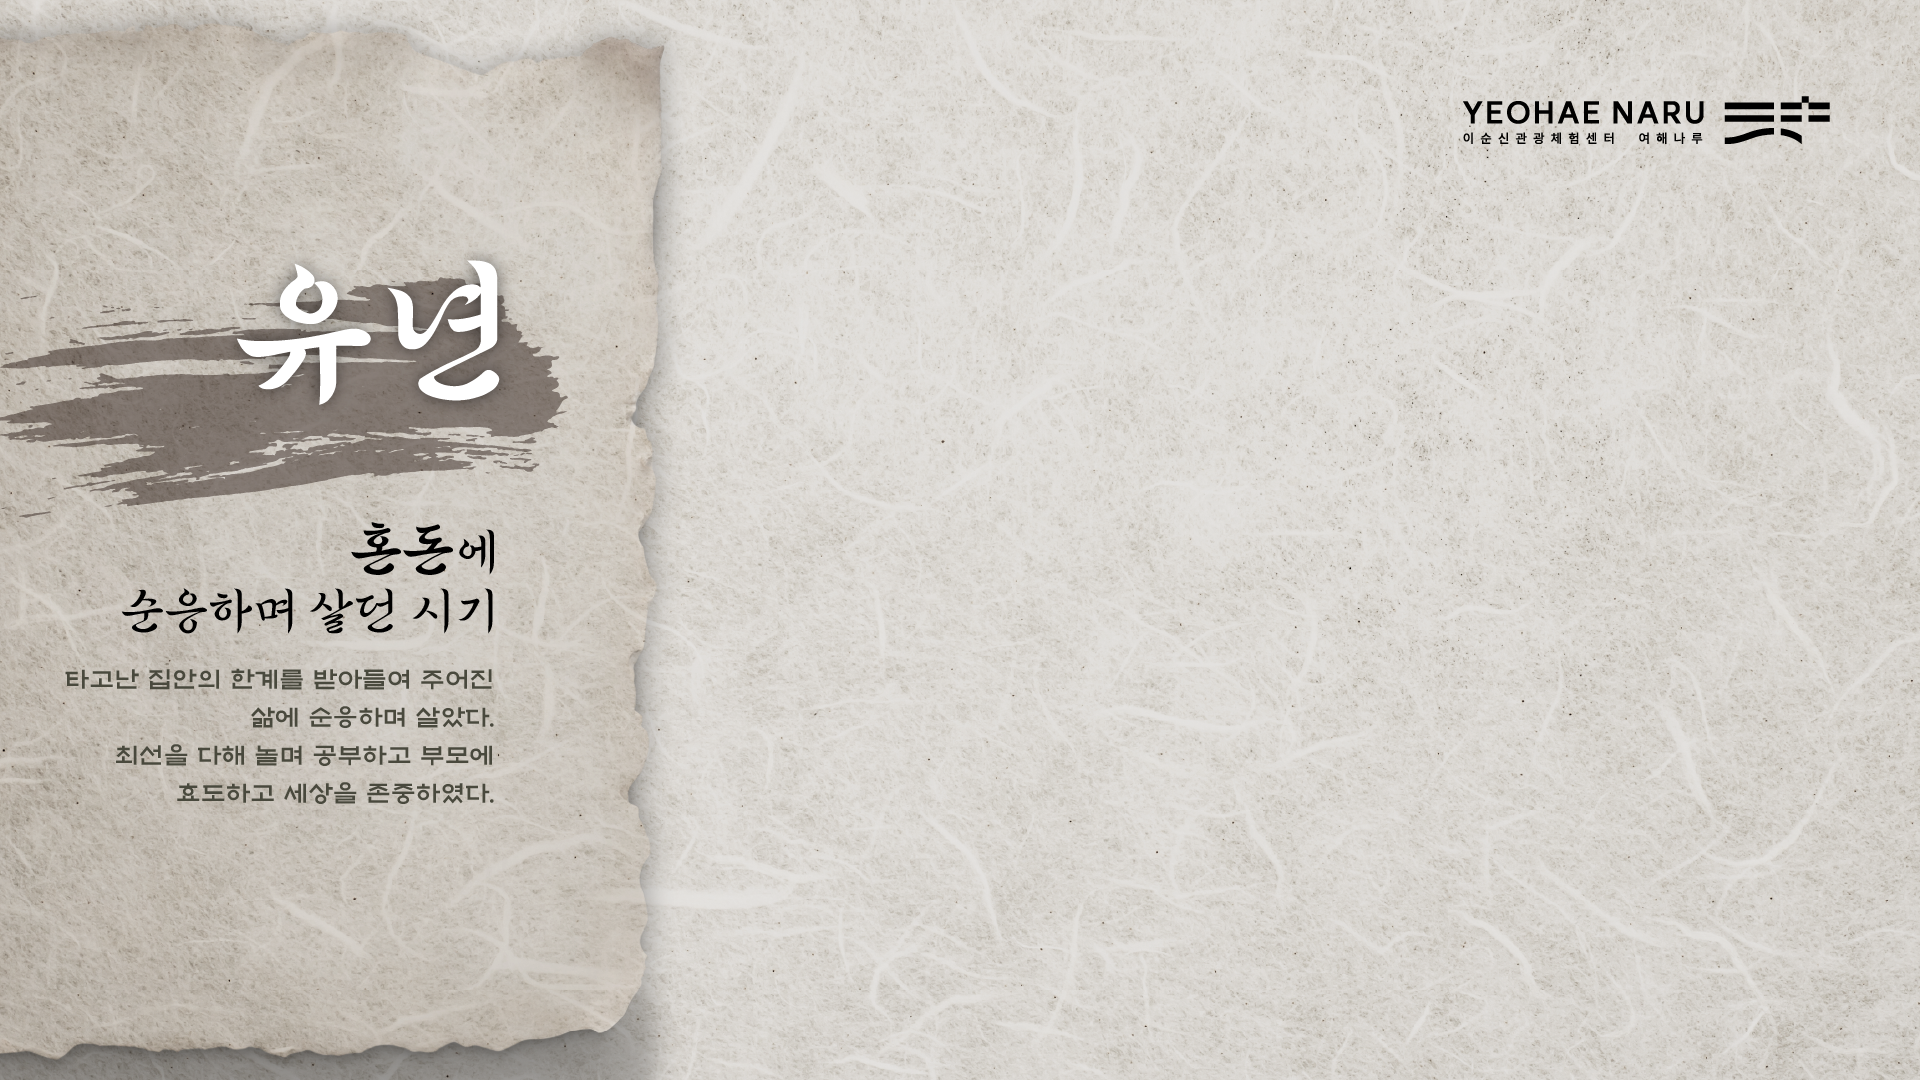 YEOHAE NARU
이순신관광체험센터 여해나루
유년
혼돈에
순응하며 살던 시기
타고난 집안의 한계를 받아들여 주어진
삶에 순응하며 살았다.
최선을 다해 놀며 공부하고 부모에
효도하고 세상을 존중하였다.